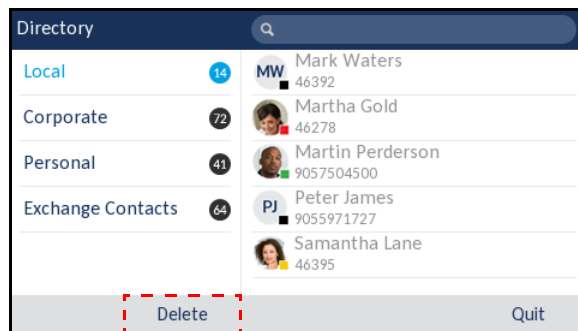 Directory
Local 14
Corporate 72
Personal 41
Exchange Contacts 64
MW Mark Waters
46392
Martha Gold
46278
Martin Perderson
9057504500
PJ Peter James
9055971727
Samantha Lane
46395
Delete Quit